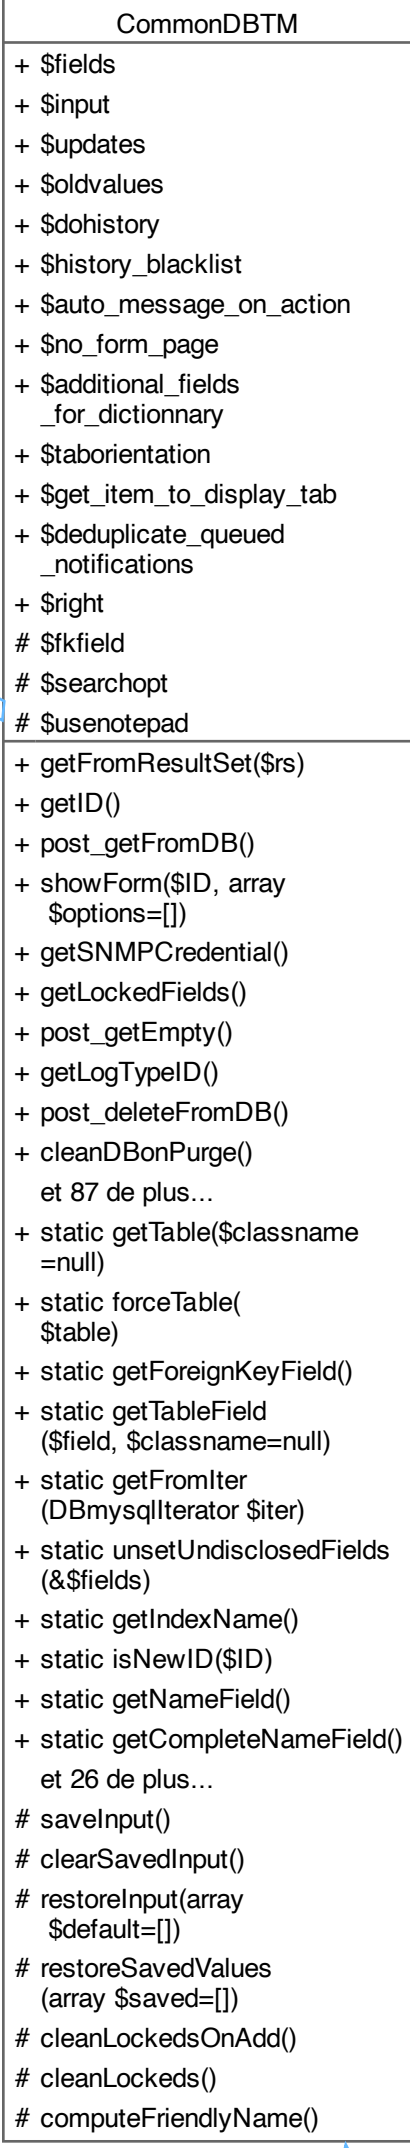 CommonDBTM
+ $fields
+ $input
+ $updates
+ $oldvalues
+ $dohistory
+ $history_blacklist
+ $auto_message_on_action
+ $no_form_page
+ $additional_fields
_for_dictionnary
+ $taborientation
+ $get_item_to_display_tab
+ $deduplicate_queued
_notifications
+ $right
# $fkfield
# $searchopt
# $usenotepad
+ getFromResultSet($rs)
+ getID()
+ post_getFromDB()
+ showForm($ID, array
$options=[])
+ getSNMPCredential()
+ getLockedFields()
+ post_getEmpty()
+ getLogTypeID()
+ post_deleteFromDB()
+ cleanDBonPurge()
et 87 de plus...
+ static getTable($classname
=null)
+ static forceTable(
$table)
+ static getForeignKeyField()
+ static getTableField
($field, $classname=null)
+ static getFromIter
(DBmysqlIterator $iter)
+ static unsetUndisclosedFields
(&$fields)
+ static getIndexName()
+ static isNewID($ID)
+ static getNameField()
+ static getCompleteNameField()
et 26 de plus...
# saveInput()
# clearSavedInput()
# restoreInput(array
$default=[])
# restoreSavedValues
(array $saved=[])
# cleanLockedsOnAdd()
# cleanLockeds()
# computeFriendlyName()